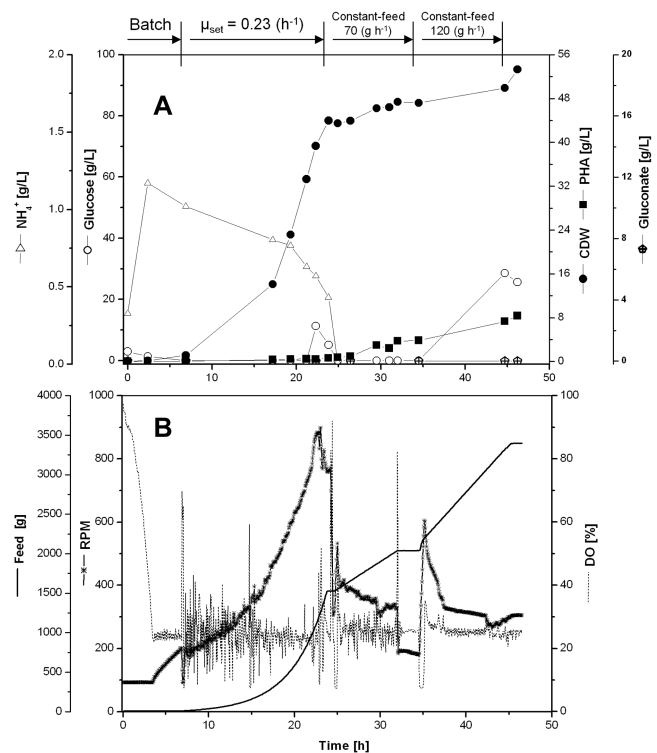 Batch
μset = 0.23 (h-1)
Constant-feed
70 (g h-1)
Constant-feed
120 (g h-1)
2.0
1.5
1.0
0.5
0.0
NH4+ [g/L]
100
80
60
40
20
0
Glucose [g/L]
A
56
48
40
32
24
16
8
0
CDW PHA [g/L]
20
16
12
8
4
0
Gluconate [g/L]
0 10 20 30 40 50
4000
3500
3000
2500
2000
1500
1000
500
0
Feed [g]
1000
800
600
400
200
0
RPM
B
100
80
60
40
20
0
DO [%]
0 10 20 30 40 50
Time [h]